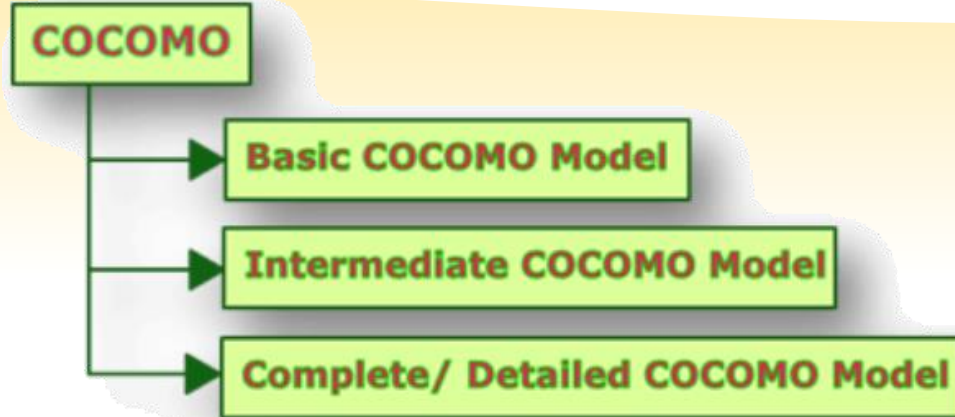 COCOMO
Basic COCOMO Model
Intermediate COCOMO Model
Complete/ Detailed COCOMO Model